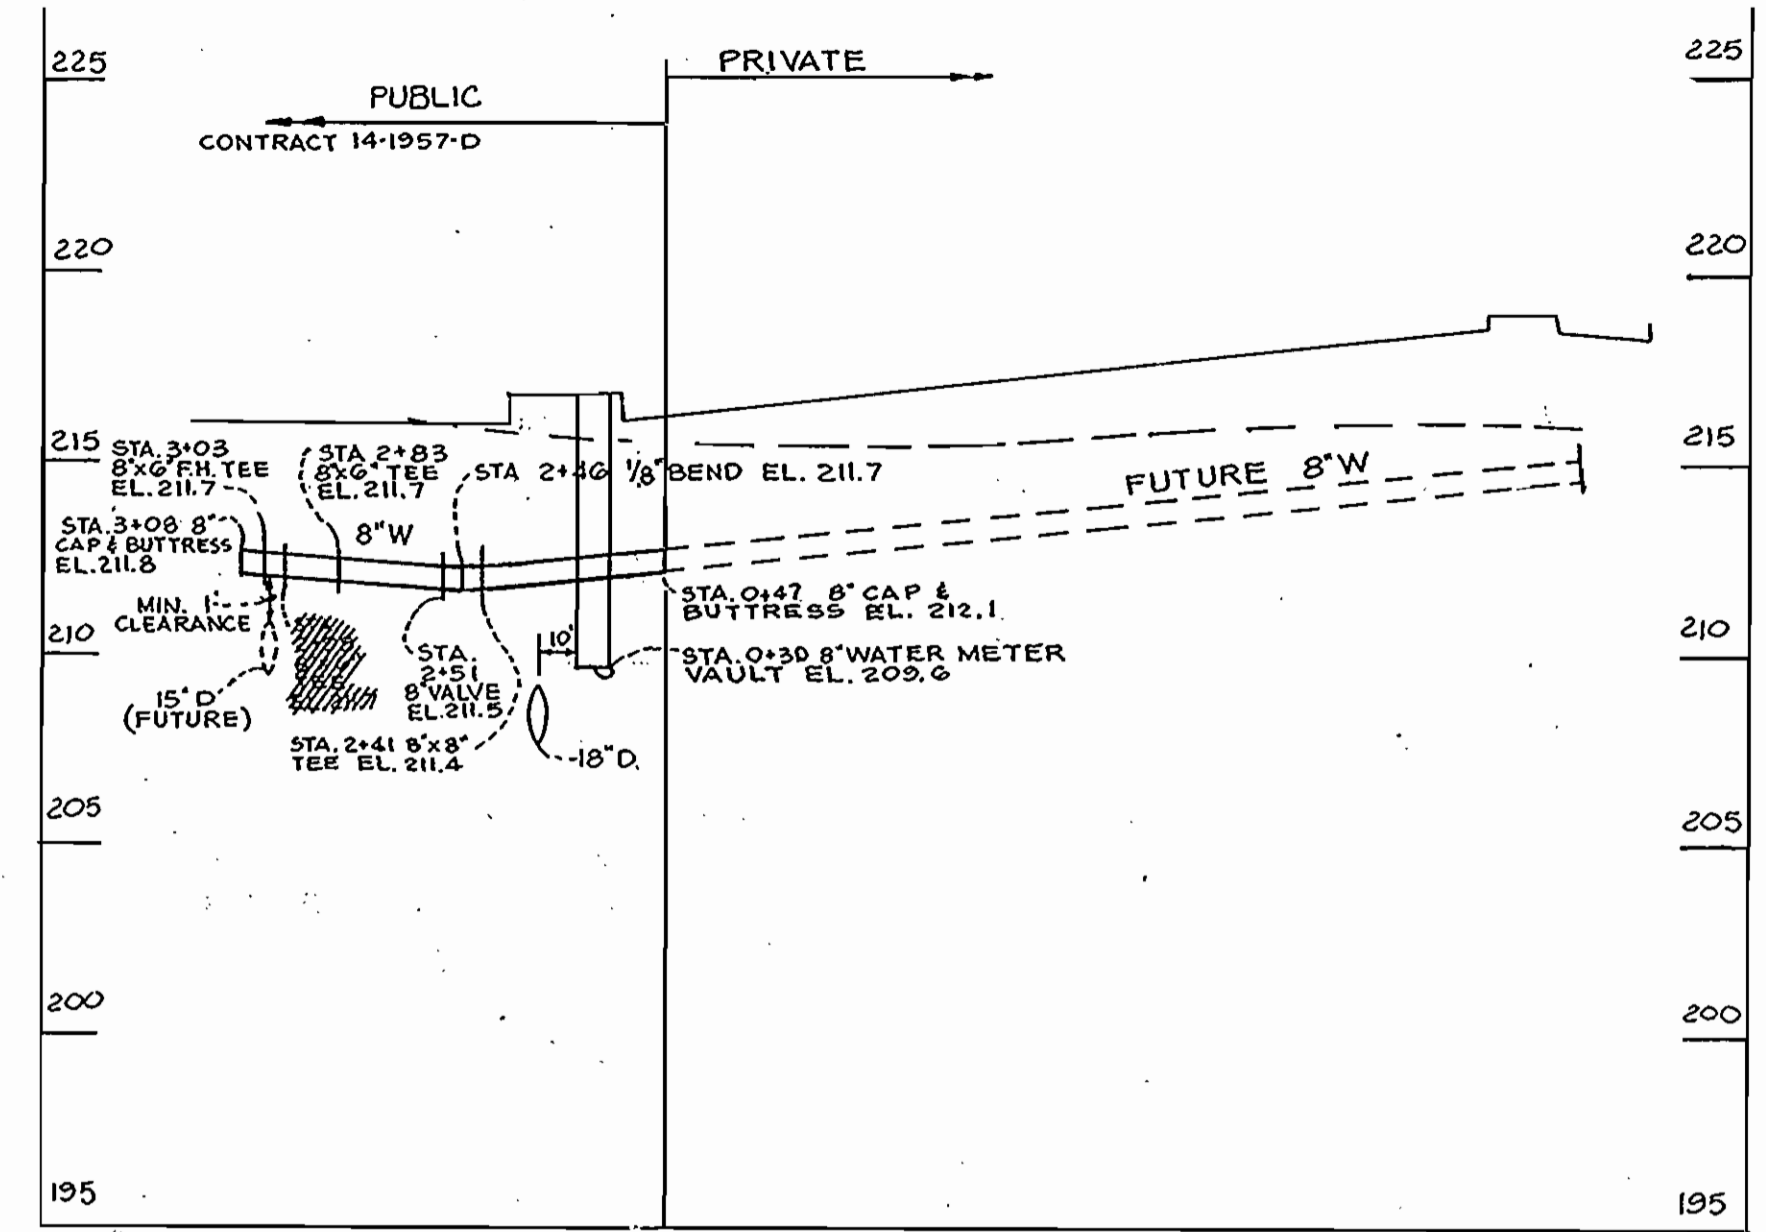 225
225
PRIVATE
PUBLIC
CONTRACT 14-1957-D
220
220
215
215
STA. 3+03
8"X6" F.H. TEE
EL. 211.7
STA 2+83
8"X6" TEE
EL. 211.7
STA 2+46 1/8" BEND EL. 211.7
FUTURE 8"W
STA. 3+08 8"
CAP & BUTTRESS
EL. 211.8
8"W
MIN. 1'
CLEARANCE
STA. 0+47 8" CAP &
BUTTRESS EL. 212.1
210
210
10'
STA.
2+51
8" VALVE
EL. 211.5
STA. 0+30 8" WATER METER
VAULT EL. 209.6
15" D
(FUTURE)
STA. 2+41 8"X8"
TEE EL. 211.4
18" D.
205
205
200
200
195
195